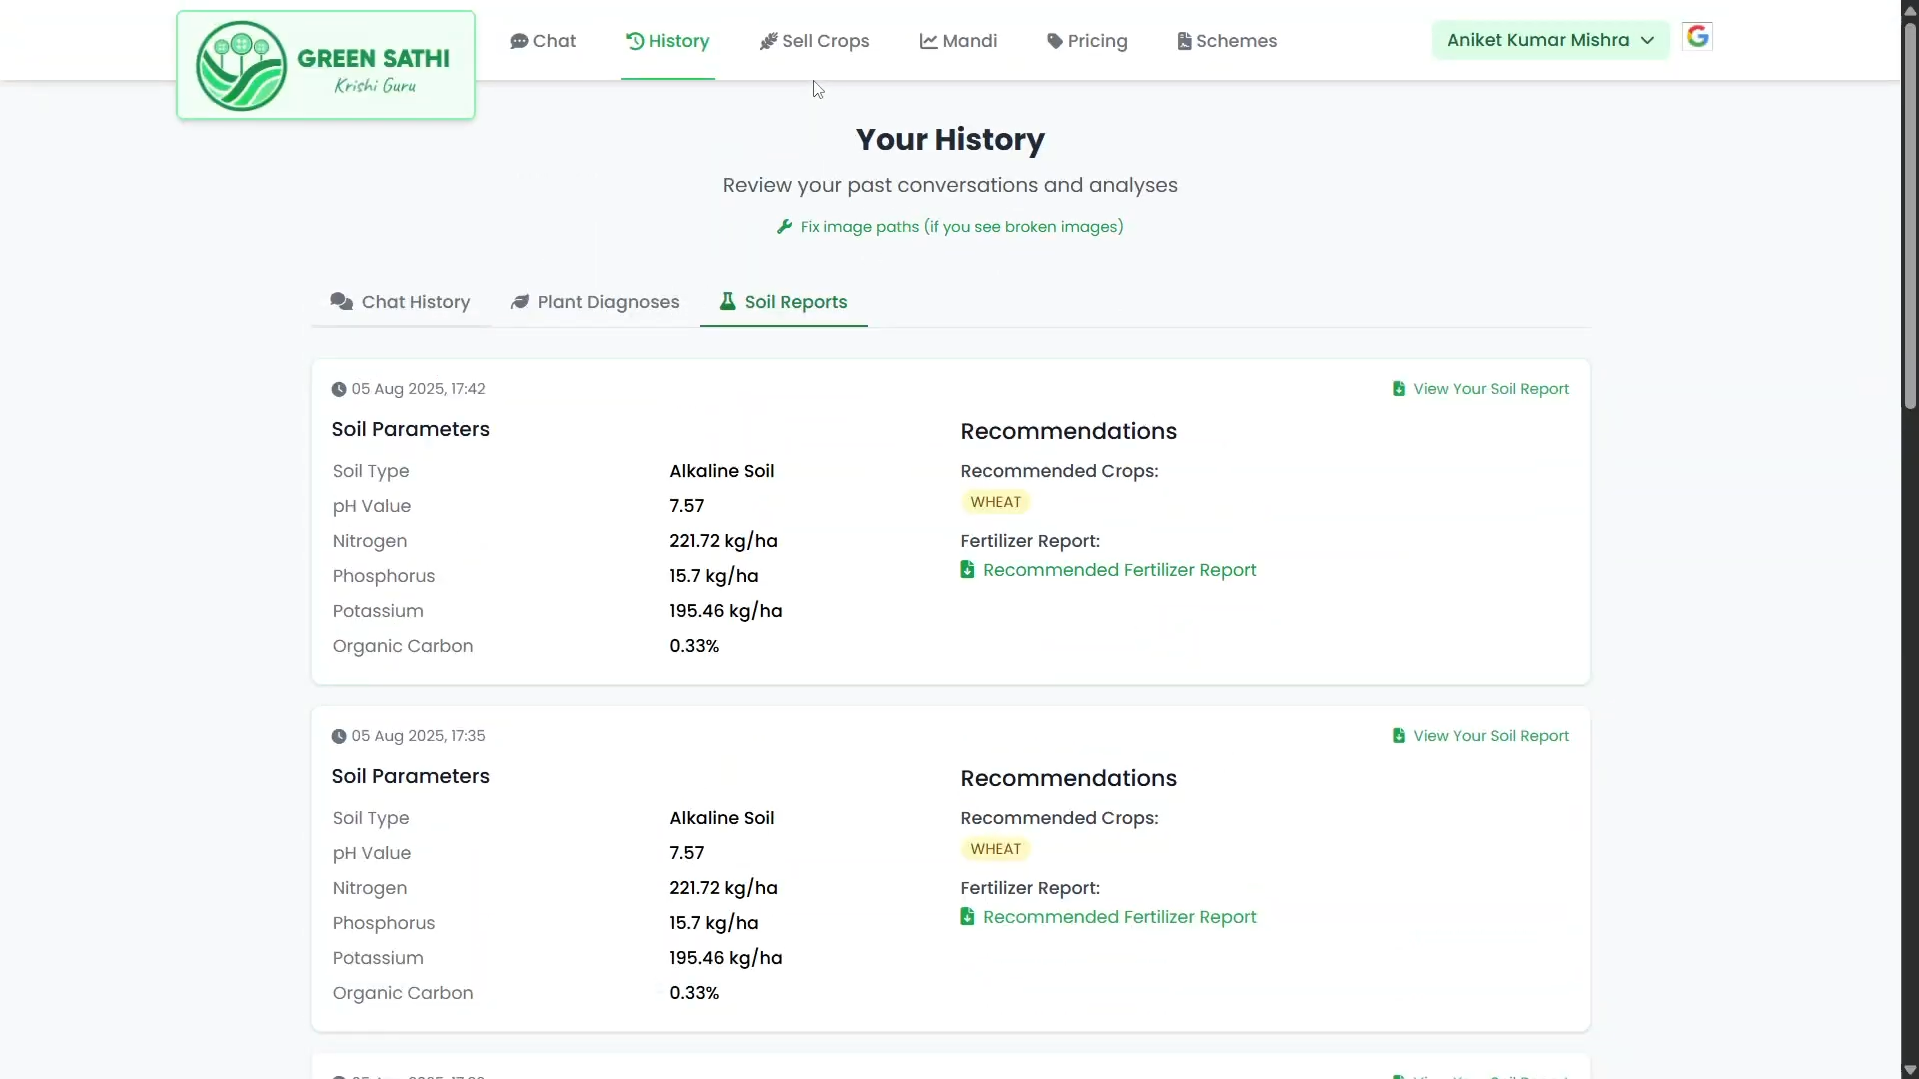 GREEN SATHI
Krishi Guru
Chat
History
Sell Crops
Mandi
Pricing
Schemes
Aniket Kumar Mishra
Your History
Review your past conversations and analyses
Fix image paths (if you see broken images)
Chat History
Plant Diagnoses
Soil Reports
05 Aug 2025, 17:42
View Your Soil Report
Soil Parameters
Soil Type Alkaline Soil
pH Value 7.57
Nitrogen 221.72 kg/ha
Phosphorus 15.7 kg/ha
Potassium 195.46 kg/ha
Organic Carbon 0.33%
Recommendations
Recommended Crops:
WHEAT
Fertilizer Report:
Recommended Fertilizer Report
05 Aug 2025, 17:35
View Your Soil Report
Soil Parameters
Soil Type Alkaline Soil
pH Value 7.57
Nitrogen 221.72 kg/ha
Phosphorus 15.7 kg/ha
Potassium 195.46 kg/ha
Organic Carbon 0.33%
Recommendations
Recommended Crops:
WHEAT
Fertilizer Report:
Recommended Fertilizer Report